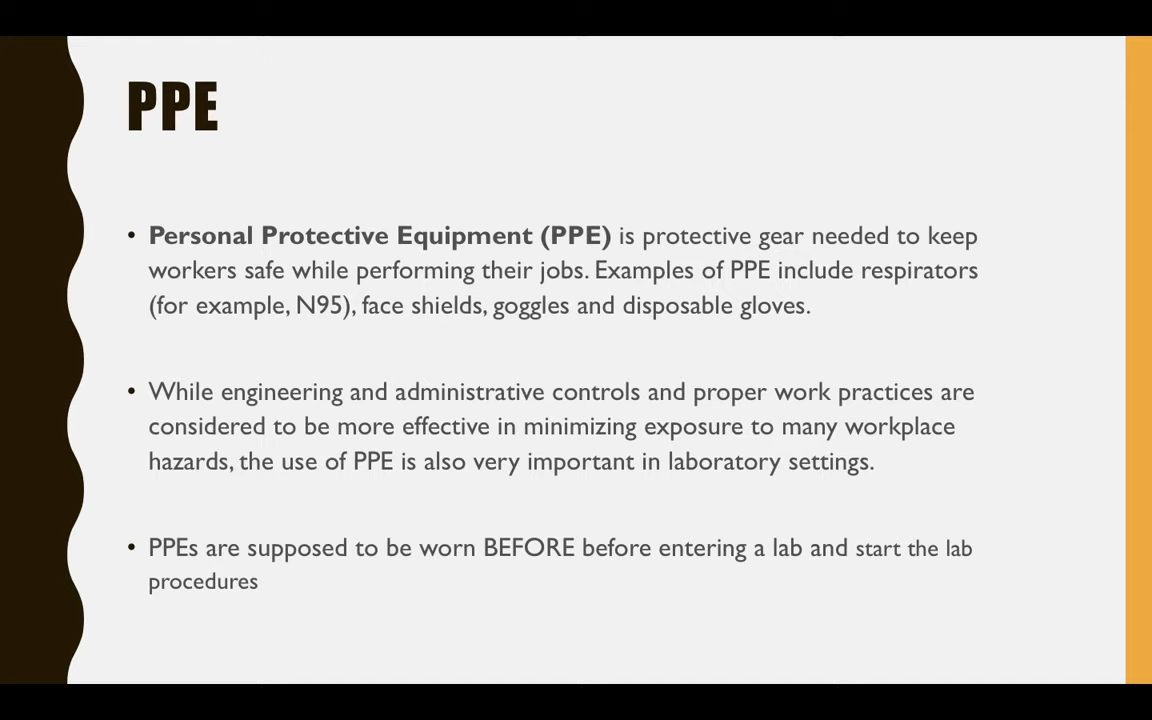 PPE
• Personal Protective Equipment (PPE) is protective gear needed to keep
workers safe while performing their jobs. Examples of PPE include respirators
(for example, N95), face shields, goggles and disposable gloves.
• While engineering and administrative controls and proper work practices are
considered to be more effective in minimizing exposure to many workplace
hazards, the use of PPE is also very important in laboratory settings.
• PPEs are supposed to be worn BEFORE before entering a lab and start the lab
procedures